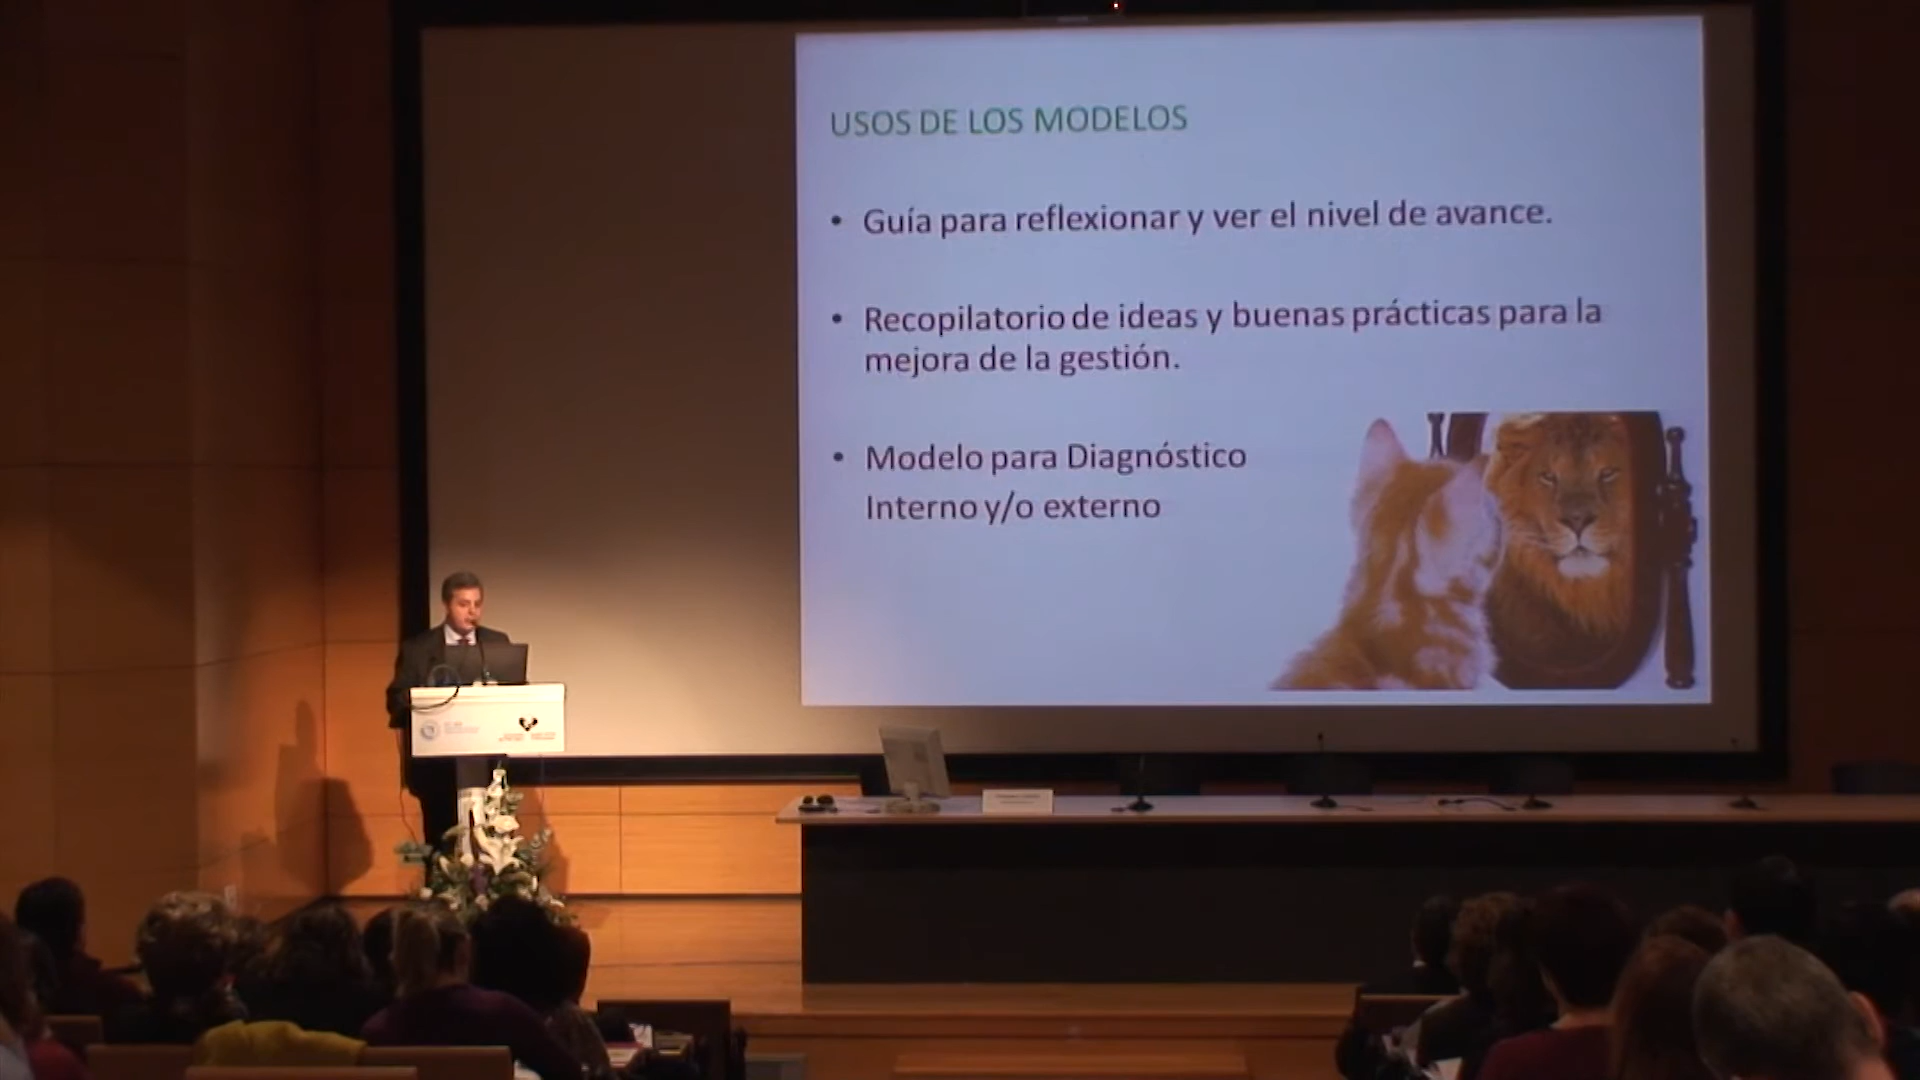 USOS DE LOS MODELOS
• Guía para reflexionar y ver el nivel de avance.
• Recopilatorio de ideas y buenas prácticas para la
mejora de la gestión.
• Modelo para Diagnóstico
Interno y/o externo